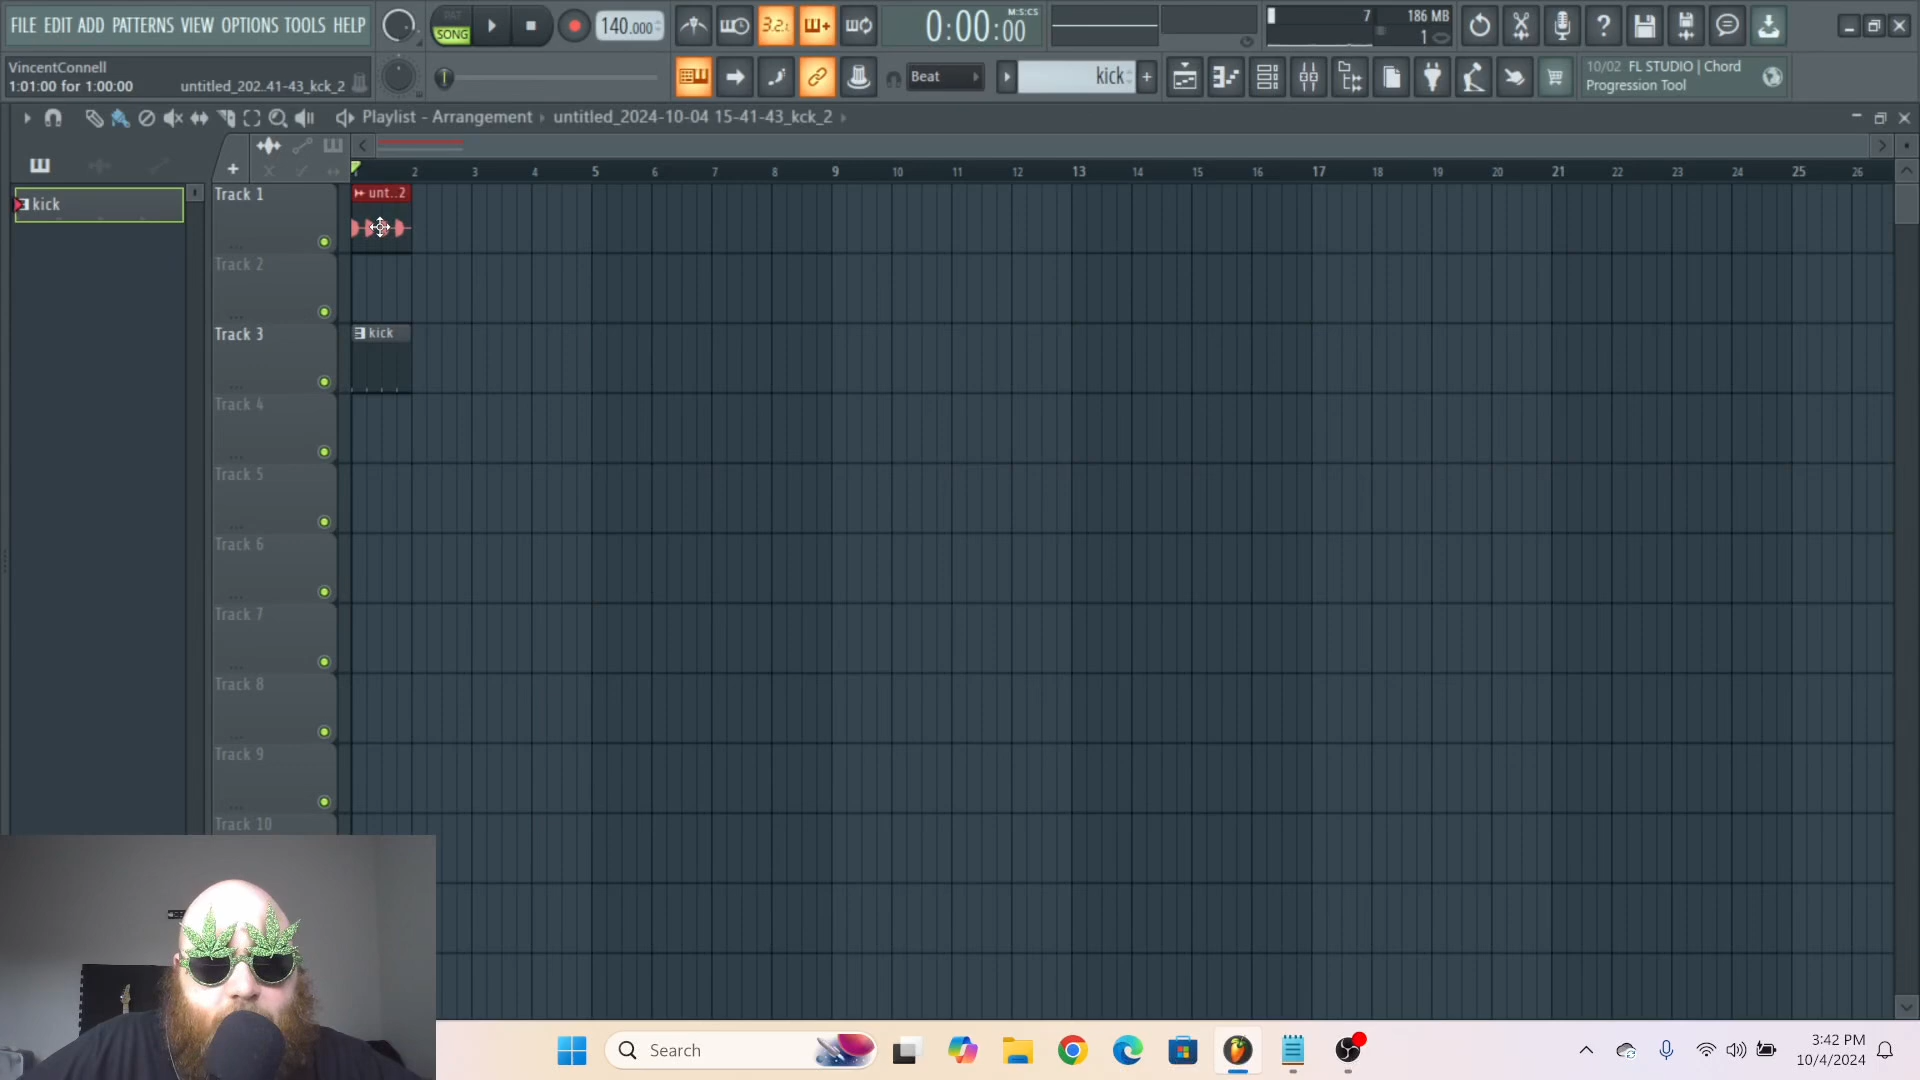 FILE EDIT ADD PATTERNS VIEW OPTIONS TOOLS HELP
PAT
SONG
140.000
3.2.
0:00:00
M:S:CS
7
186 MB
1
VincentConnell
1:01:00 for 1:00:00
untitled_202..41-43_kck_2
Beat
kick
10/02 FL STUDIO | Chord
Progression Tool
Playlist - Arrangement › untitled_2024-10-04 15-41-43_kck_2
2 3 4 5 6 7 8 9 10 11 12 13 14 15 16 17 18 19 20 21 22 23 24 25 26
kick
Track 1
unt..2
Track 2
Track 3
kick
Track 4
Track 5
Track 6
Track 7
Track 8
Track 9
Track 10
Search
3:42 PM
10/4/2024